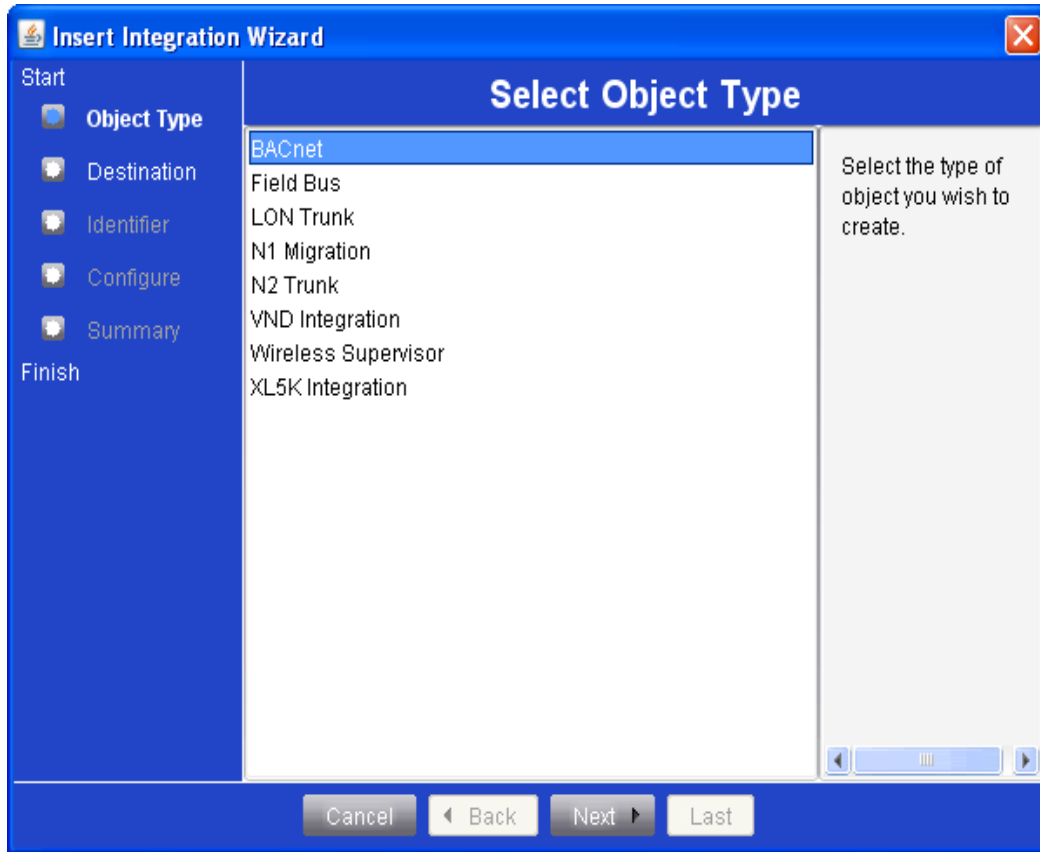 Insert Integration Wizard
Start
Object Type
Destination
Identifier
Configure
Summary
Finish
Select Object Type
BACnet
Field Bus
LON Trunk
N1 Migration
N2 Trunk
VND Integration
Wireless Supervisor
XL5K Integration
Select the type of
object you wish to
create.
Cancel
Back
Next
Last